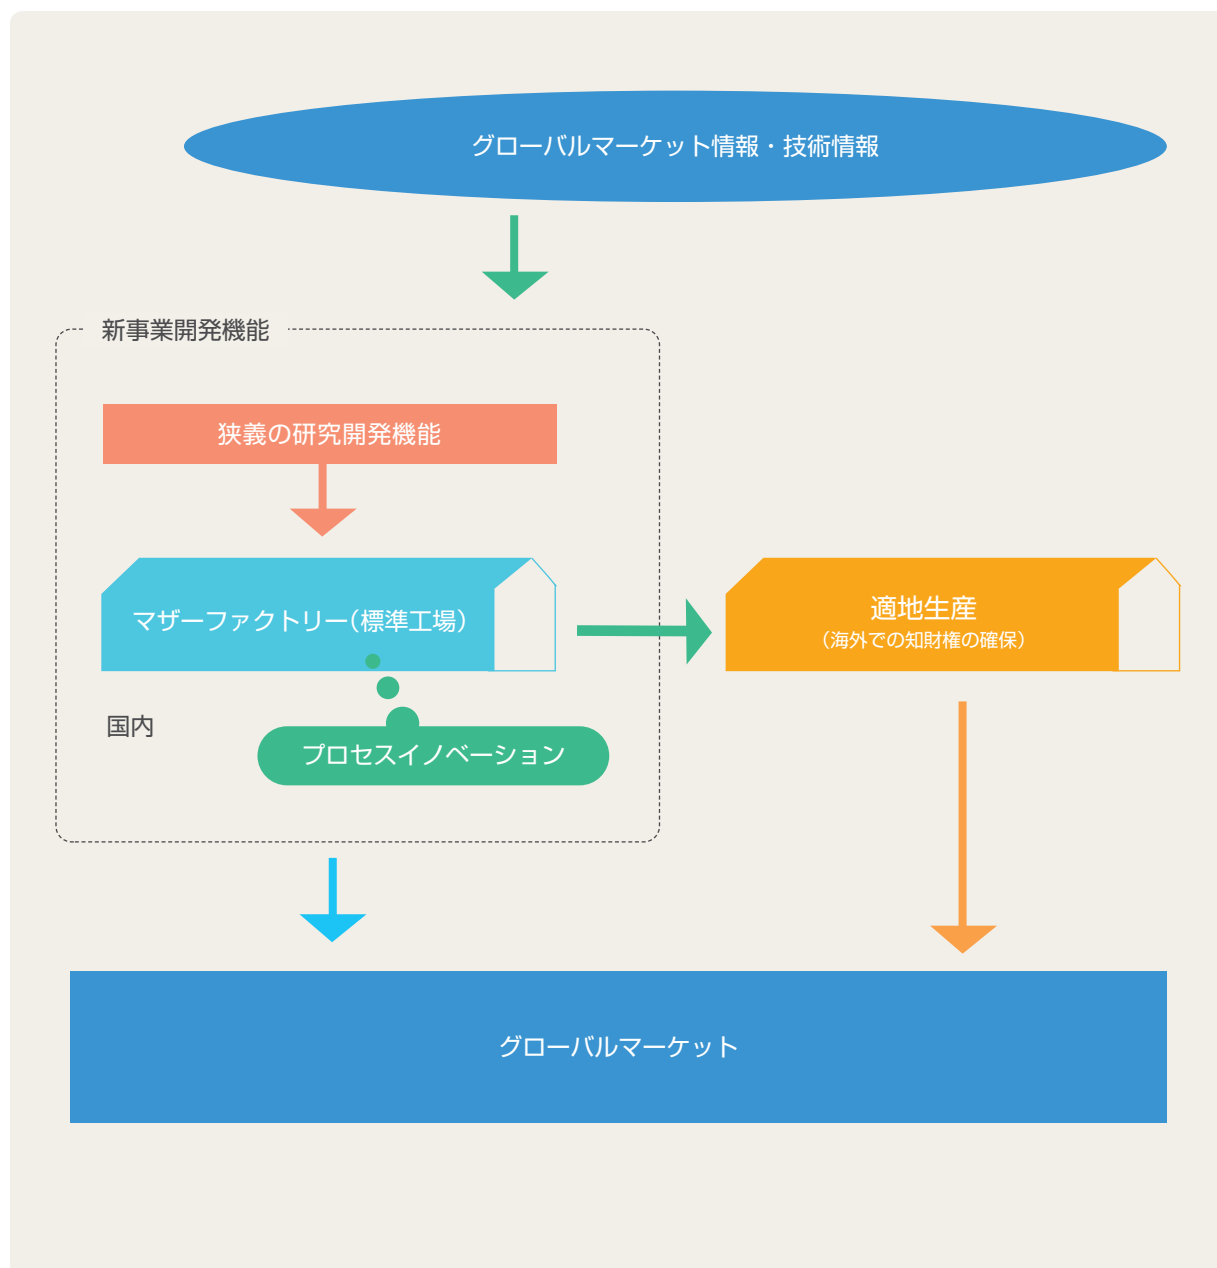 グローバルマーケット情報・技術情報
新事業開発機能
狭義の研究開発機能
マザーファクトリー(標準工場)
適地生産
(海外での知財権の確保)
国内
プロセスイノベーション
グローバルマーケット